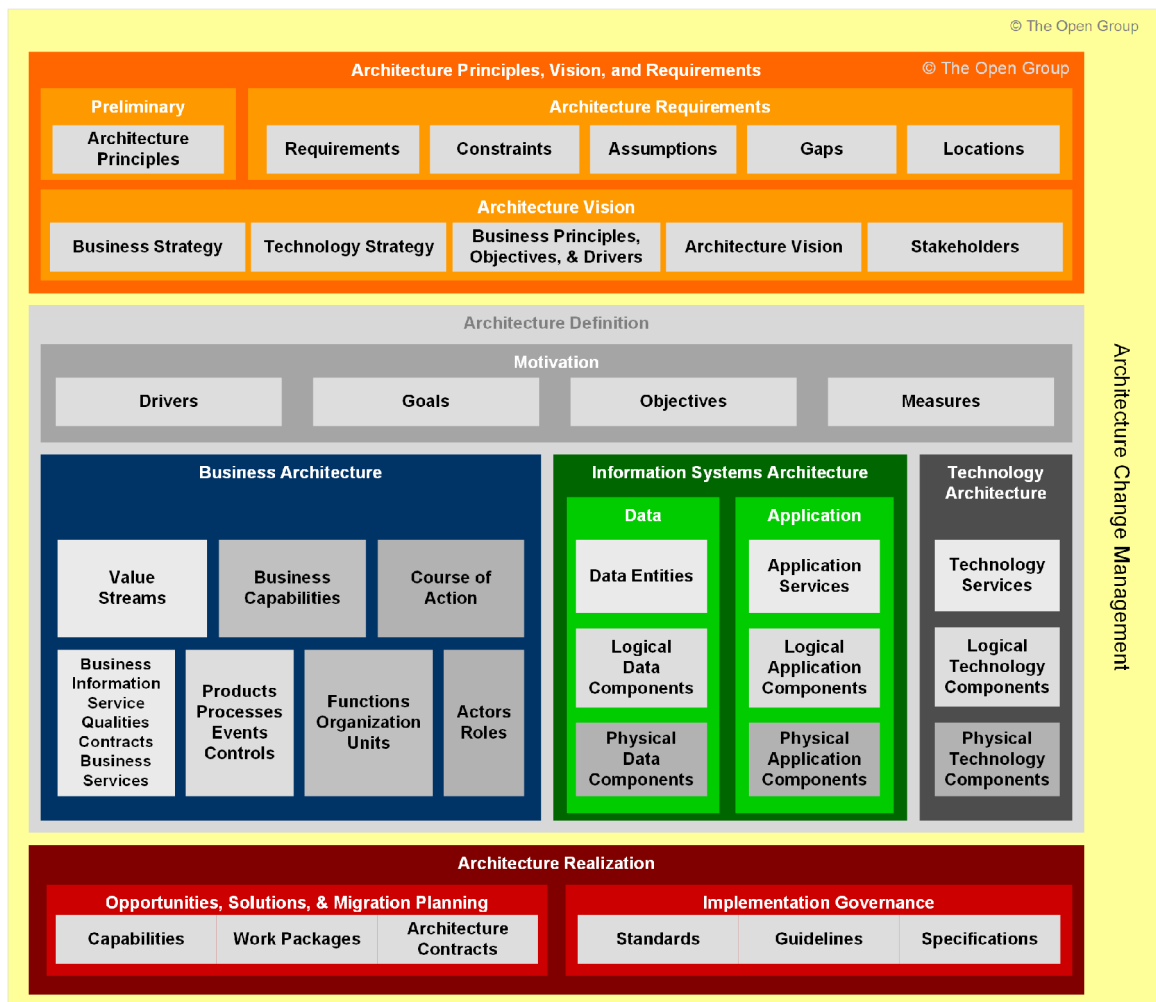 © The Open Group
Architecture Principles, Vision, and Requirements
© The Open Group
Preliminary
Architecture
Principles
Architecture Requirements
Requirements
Constraints
Assumptions
Gaps
Locations
Architecture Vision
Business Strategy
Technology Strategy
Business Principles,
Objectives, & Drivers
Architecture Vision
Stakeholders
Architecture Definition
Motivation
Drivers
Goals
Objectives
Measures
Business Architecture
Value
Streams
Business
Capabilities
Course of
Action
Business
Information
Service
Qualities
Contracts
Business
Services
Products
Processes
Events
Controls
Functions
Organization
Units
Actors
Roles
Information Systems Architecture
Data
Data Entities
Logical
Data
Components
Physical
Data
Components
Application
Application
Services
Logical
Application
Components
Physical
Application
Components
Technology
Architecture
Technology
Services
Logical
Technology
Components
Physical
Technology
Components
Architecture Realization
Opportunities, Solutions, & Migration Planning
Capabilities
Work Packages
Architecture
Contracts
Implementation Governance
Standards
Guidelines
Specifications
Architecture Change Management